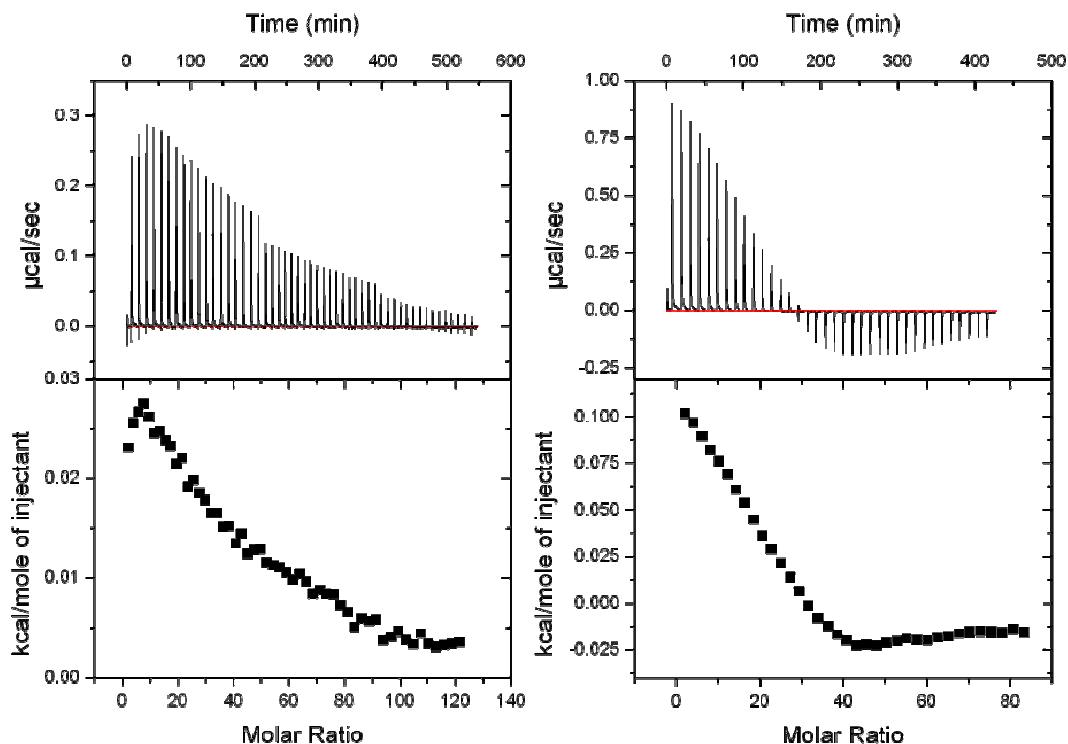 Time (min)
0 100 200 300 400 500 600
µcal/sec
0.3
0.2
0.1
0.0
kcal/mole of injectant
0.03
0.02
0.01
0.00
0 20 40 60 80 100 120 140
Molar Ratio
Time (min)
0 100 200 300 400 500
µcal/sec
1.00
0.75
0.50
0.25
0.00
-0.25
kcal/mole of injectant
0.100
0.075
0.050
0.025
0.000
-0.025
0 20 40 60 80
Molar Ratio